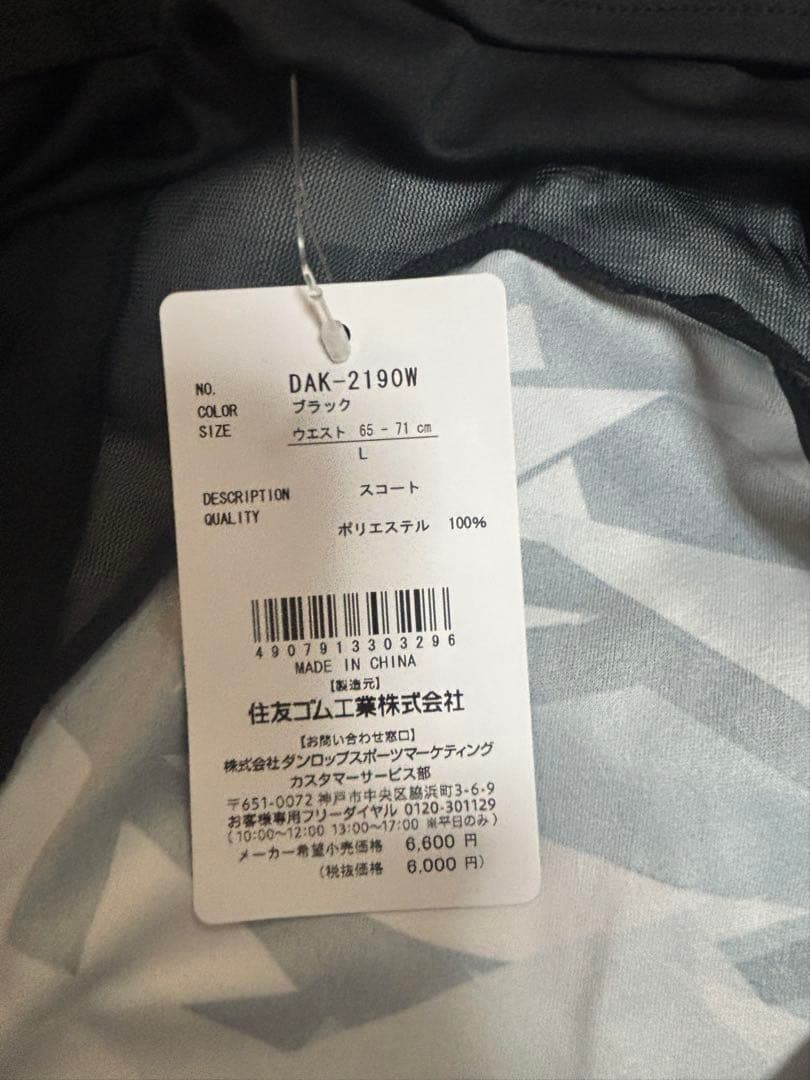 NO. DAK-2190W
COLOR ブラック
SIZE ウエスト 65 - 71 cm
L
DESCRIPTION スコート
QUALITY ポリエステル 100%
4907913303296
MADE IN CHINA
【製造元】
住友ゴム工業株式会社
【お問い合わせ窓口】
株式会社ダンロップスポーツマーケティング
カスタマーサービス部
〒651-0072 神戸市中央区脇浜町3-6-9
お客様専用フリーダイヤル 0120-301129
(10:00~12:00 13:00~17:00 ※平日のみ)
メーカー希望小売価格 6,600 円
(税抜価格 6,000 円)